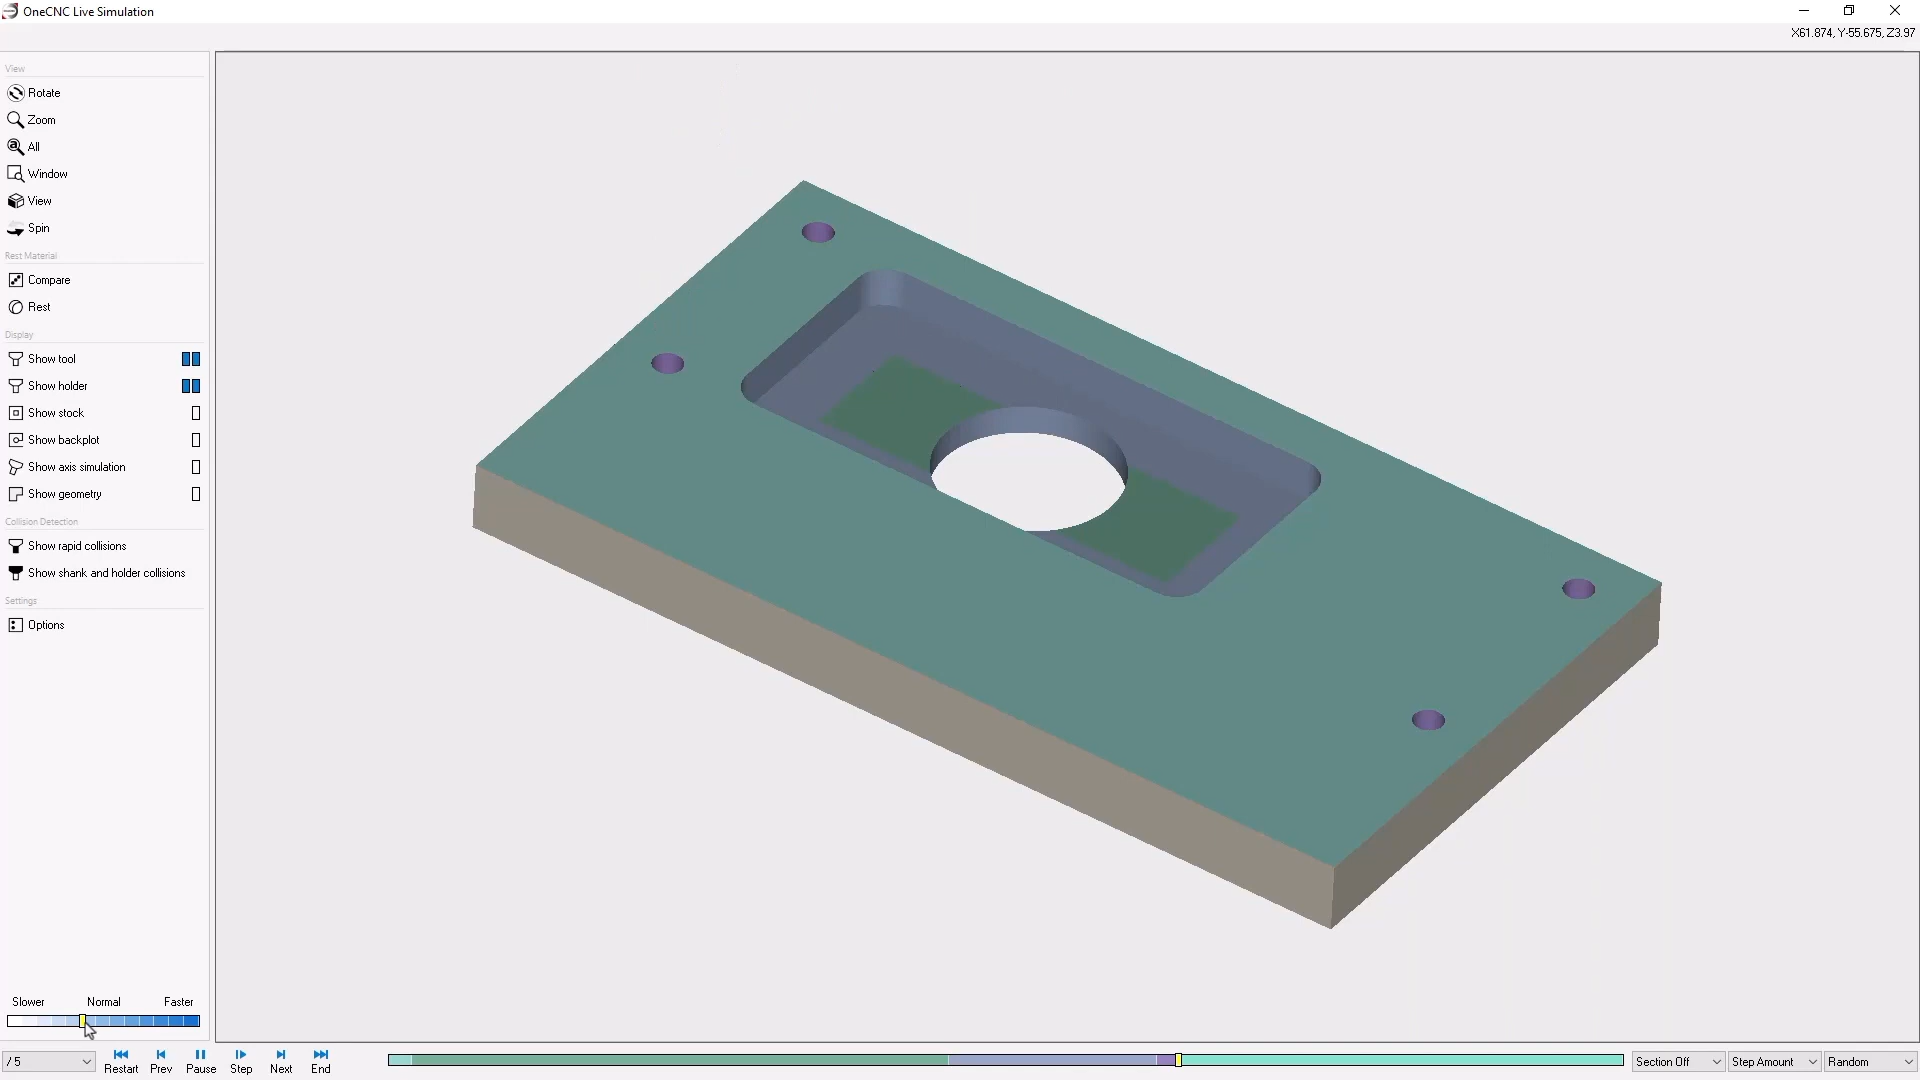 OneCNC Live Simulation
X61.874, Y-55.675, Z3.97
View
Rotate
Zoom
All
Window
View
Spin
Rest Material
Compare
Rest
Display
Show tool
Show holder
Show stock
Show backplot
Show axis simulation
Show geometry
Collision Detection
Show rapid collisions
Show shank and holder collisions
Settings
Options
Slower Normal Faster
/ 5 Restart Prev Pause Step Next End Section Off Step Amount Random